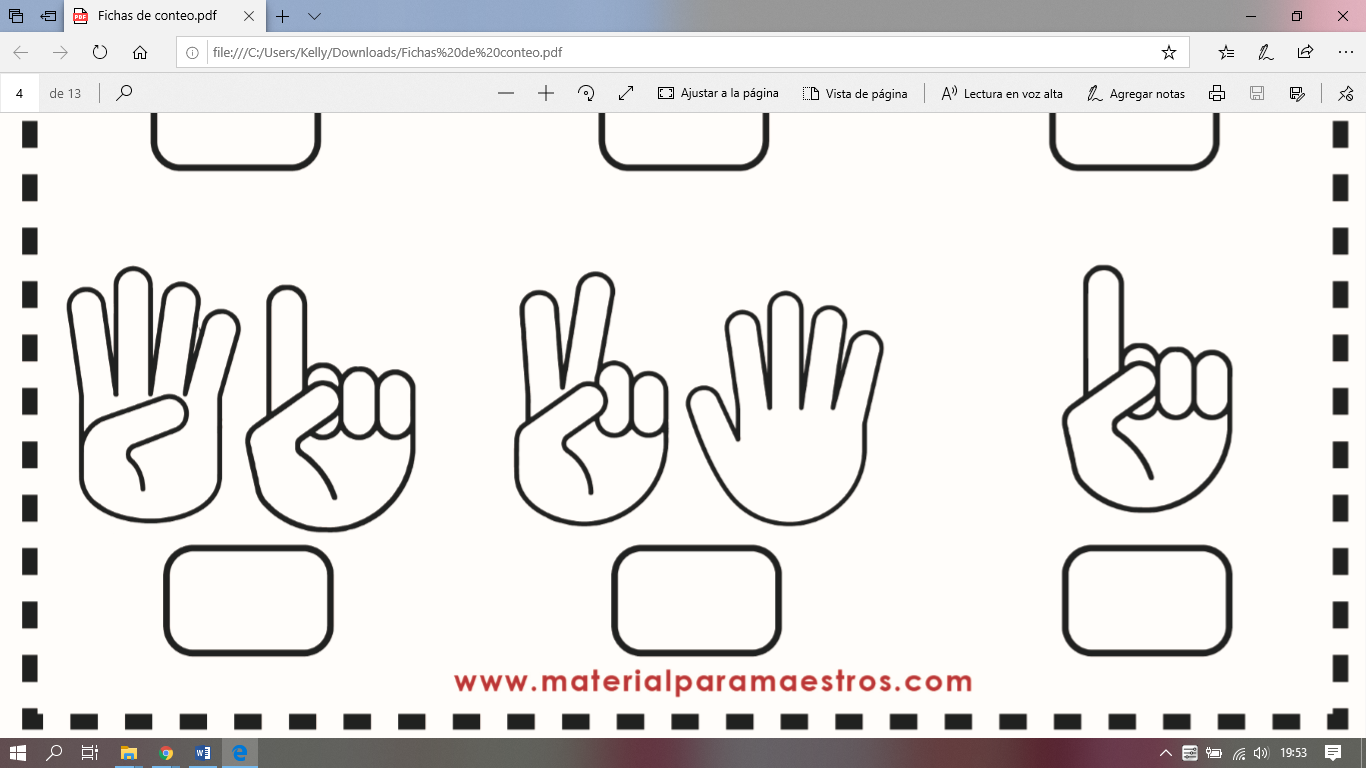 Fichas de conteo.pdf
file:///C:/Users/Kelly/Downloads/Fichas%20de%20conteo.pdf
4 de 13 Ajustar a la página Vista de página Lectura en voz alta Agregar notas
www.materialparamaestros.com
19:53